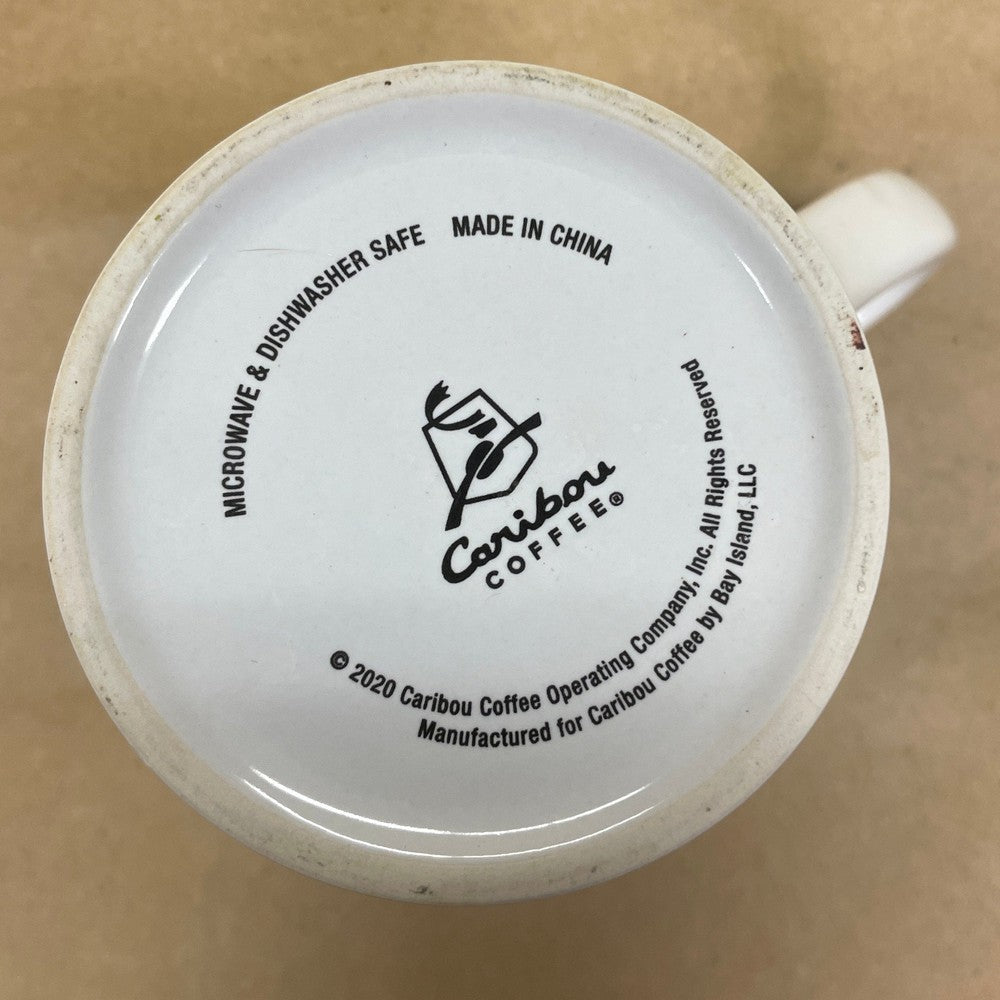 MICROWAVE & DISHWASHER SAFE MADE IN CHINA
Caribou
COFFEE®
© 2020 Caribou Coffee Operating Company, Inc. All Rights Reserved
Manufactured for Caribou Coffee by Bay Island, LLC